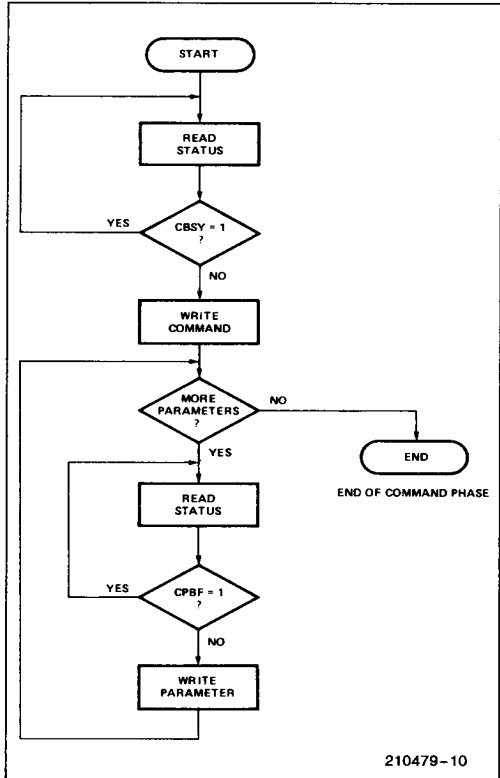 START
READ
STATUS
YES
CBSY = 1
?
NO
WRITE
COMMAND
MORE
PARAMETERS
?
NO
YES
END
END OF COMMAND PHASE
READ
STATUS
YES
CPBF = 1
?
NO
WRITE
PARAMETER
210479-10